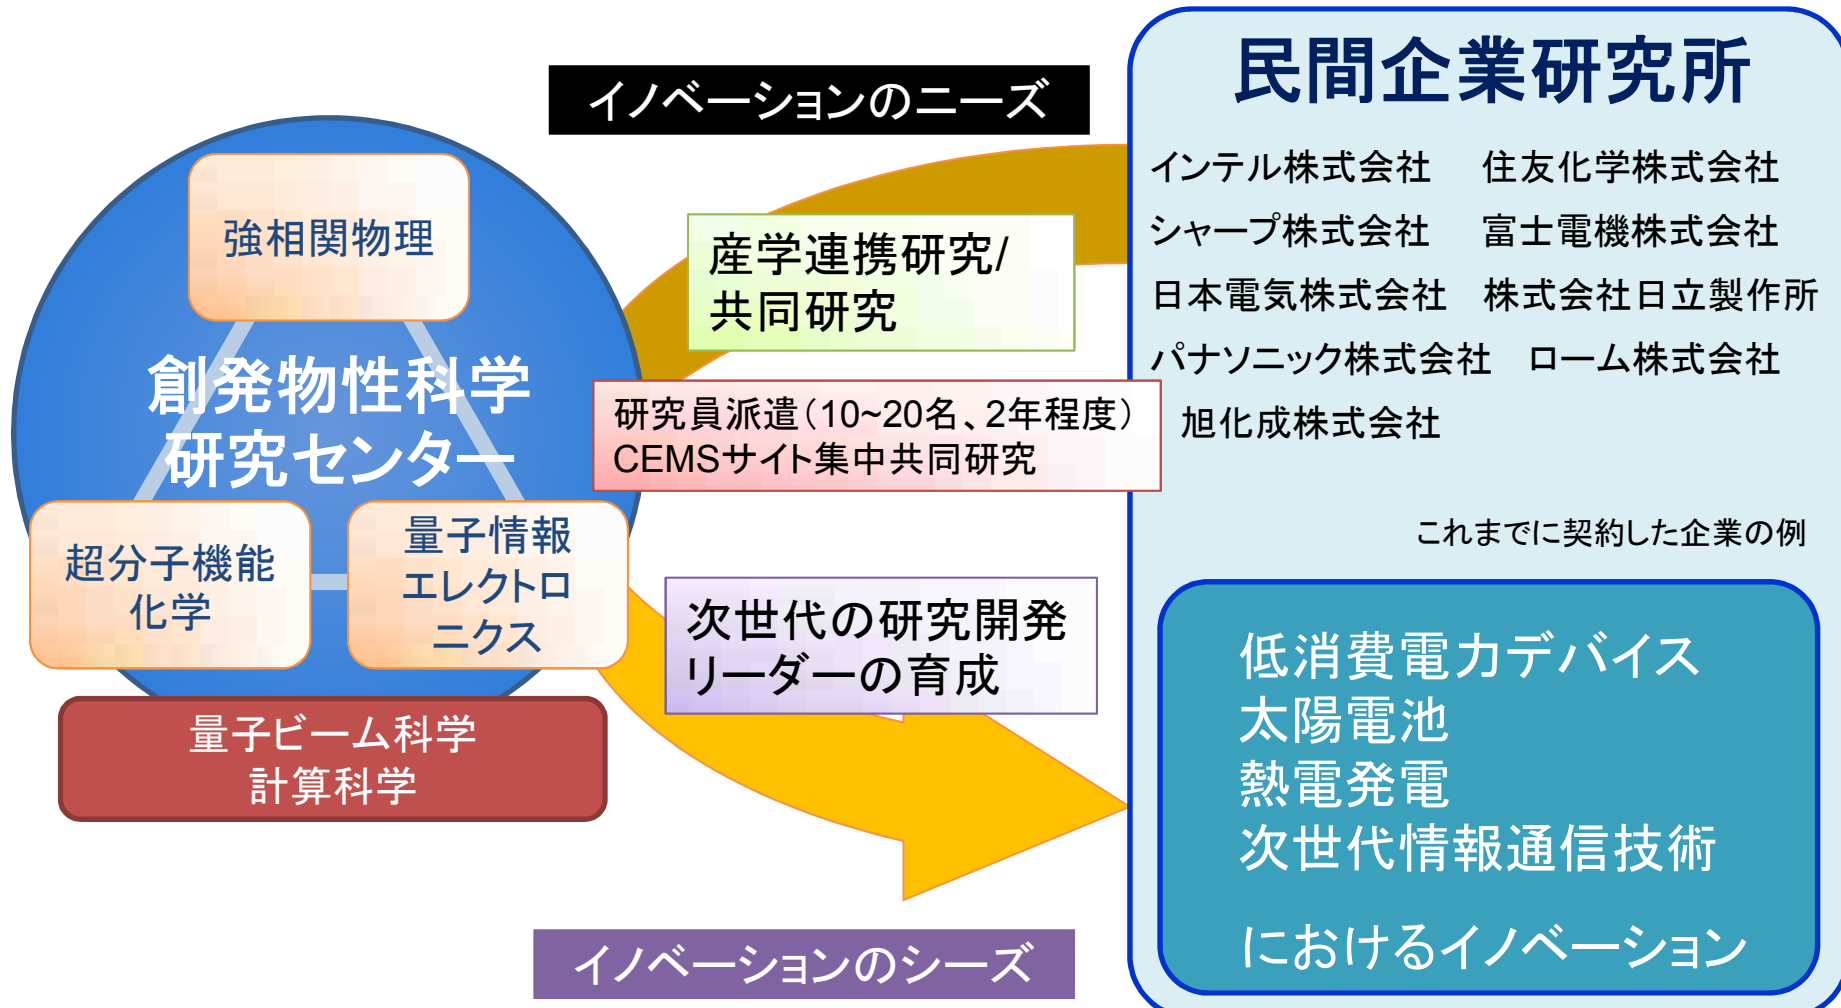 イノベーションのニーズ
強相関物理
創発物性科学
研究センター
超分子機能
化学
量子情報
エレクトロ
ニクス
量子ビーム科学
計算科学
産学連携研究/
共同研究
研究員派遣（10~20名、2年程度）
CEMSサイト集中共同研究
次世代の研究開発
リーダーの育成
イノベーションのシーズ
民間企業研究所
インテル株式会社　住友化学株式会社
シャープ株式会社　富士電機株式会社
日本電気株式会社　株式会社日立製作所
パナソニック株式会社　ローム株式会社
旭化成株式会社
これまでに契約した企業の例
低消費電力デバイス
太陽電池
熱電発電
次世代情報通信技術
におけるイノベーション